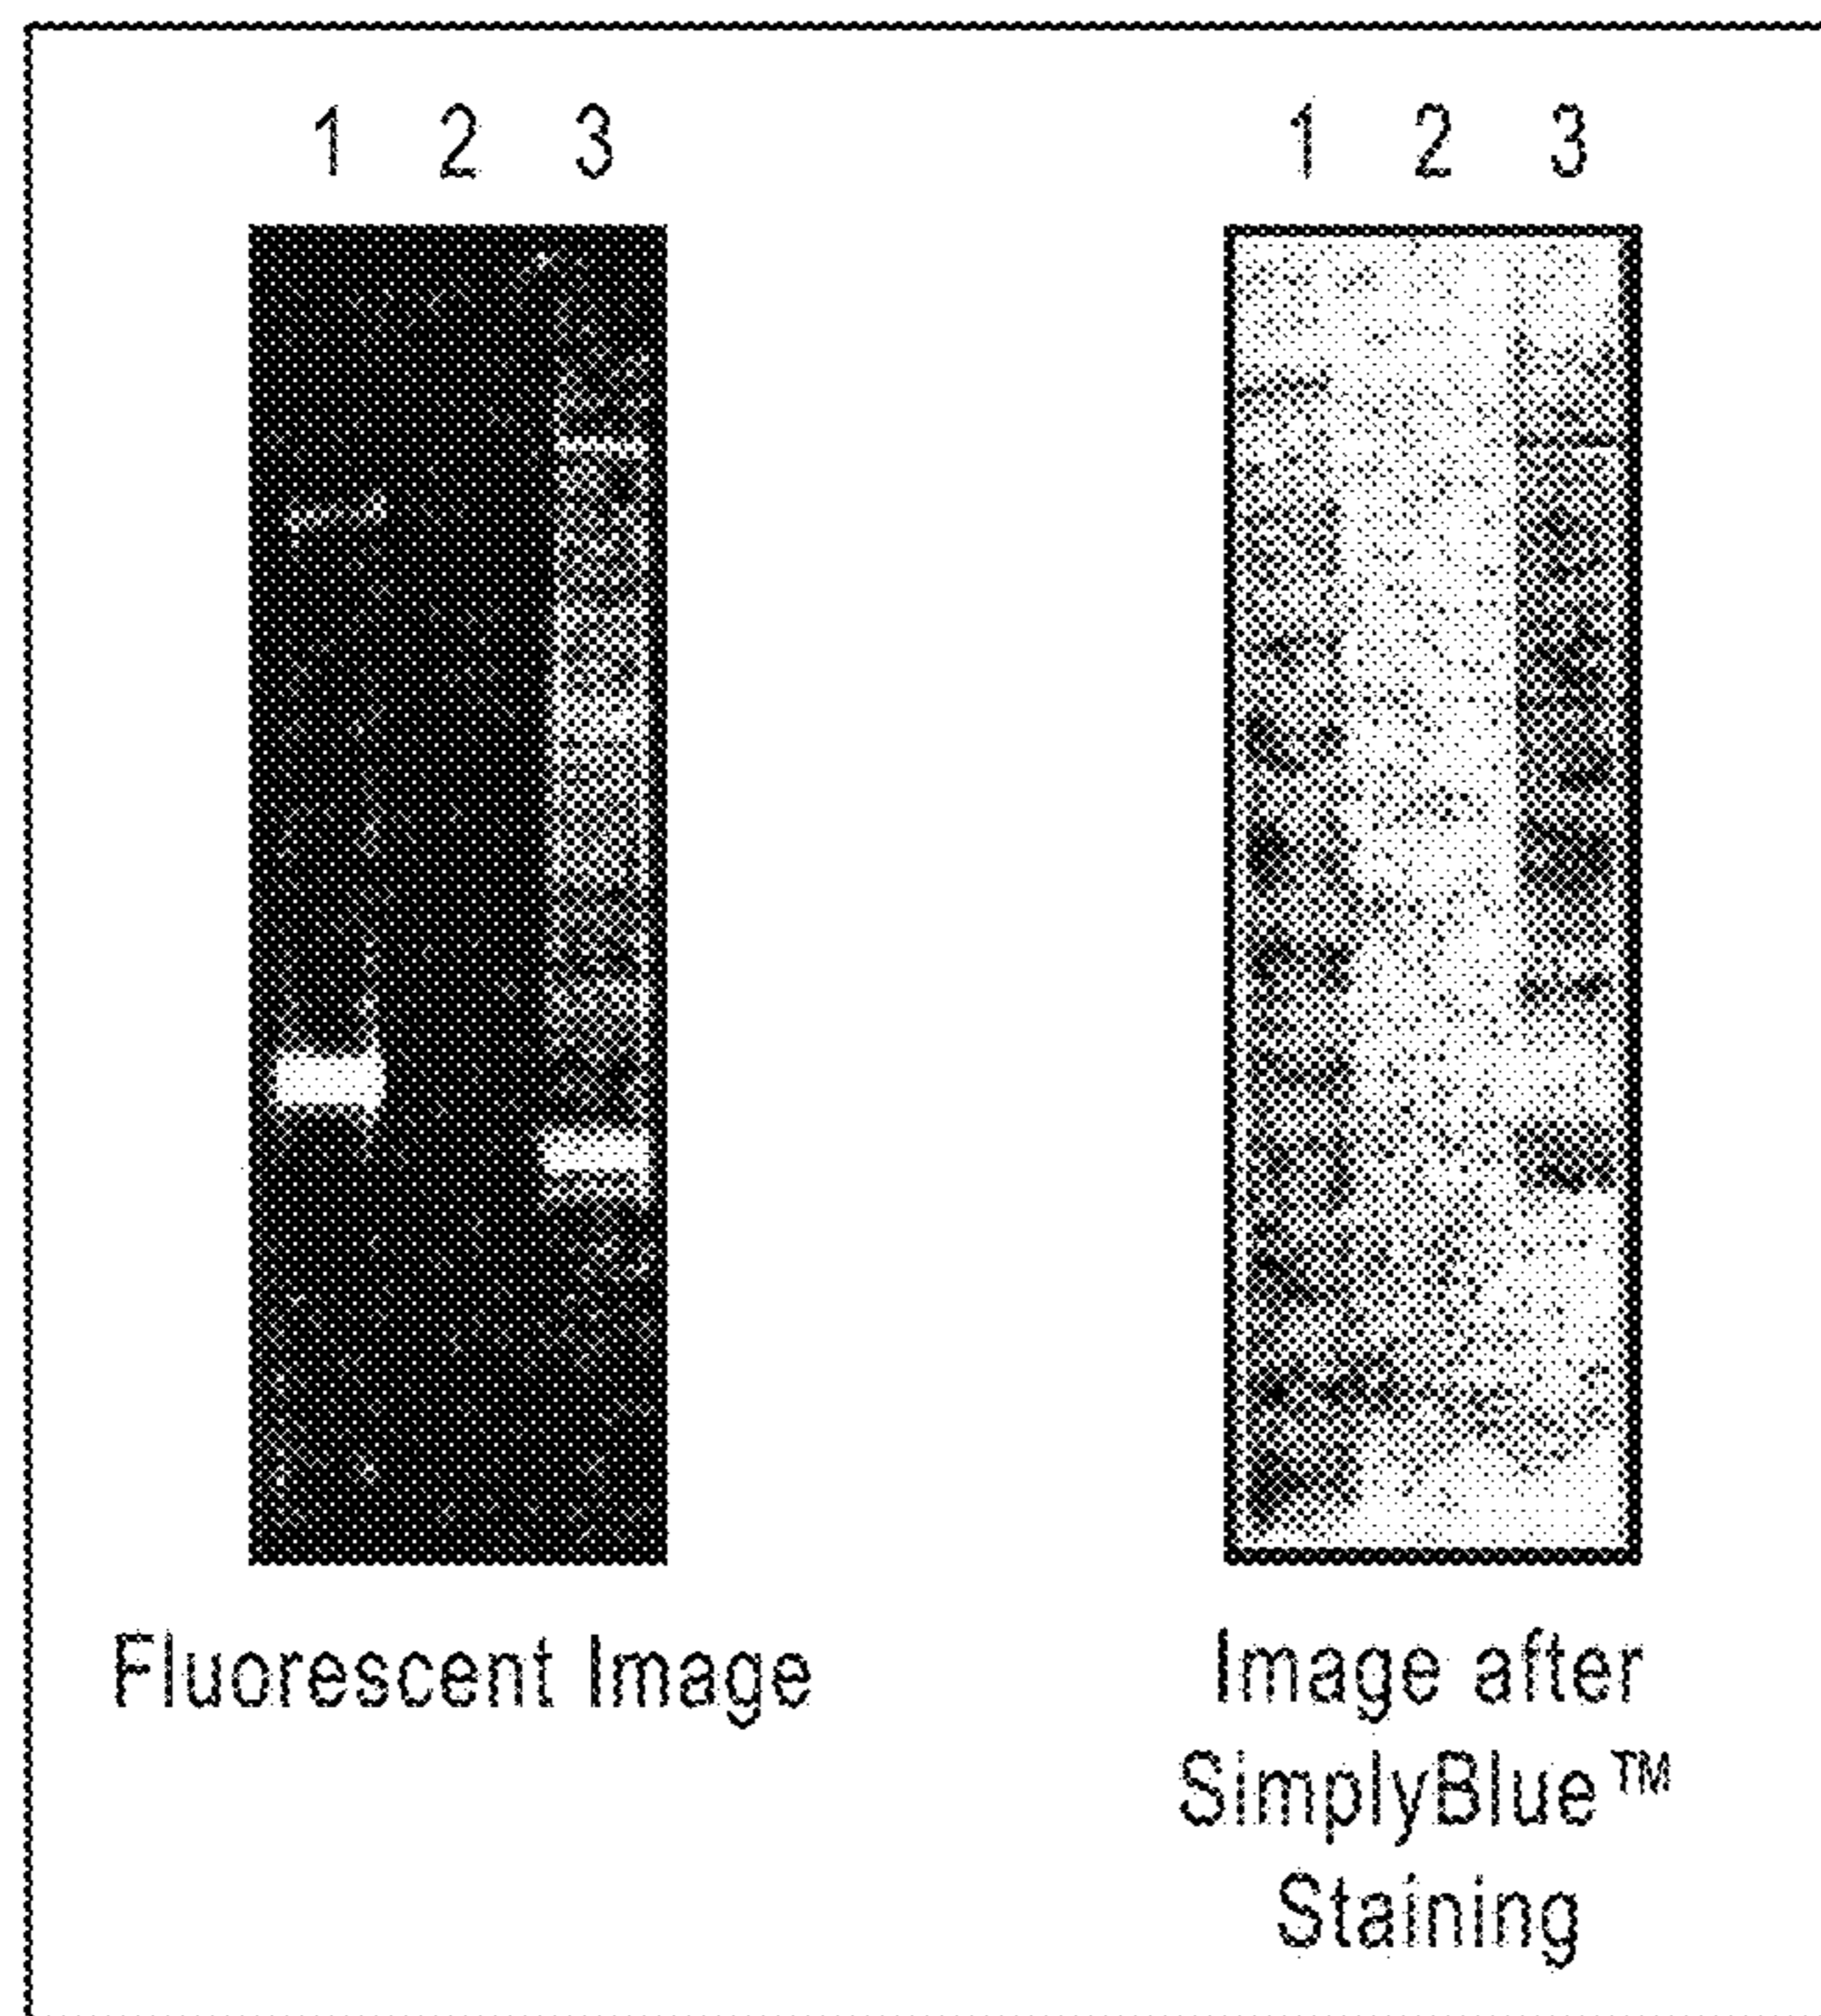 1 2 3
1 2 3
Fluorescent Image
Image after
SimplyBlue™
Staining